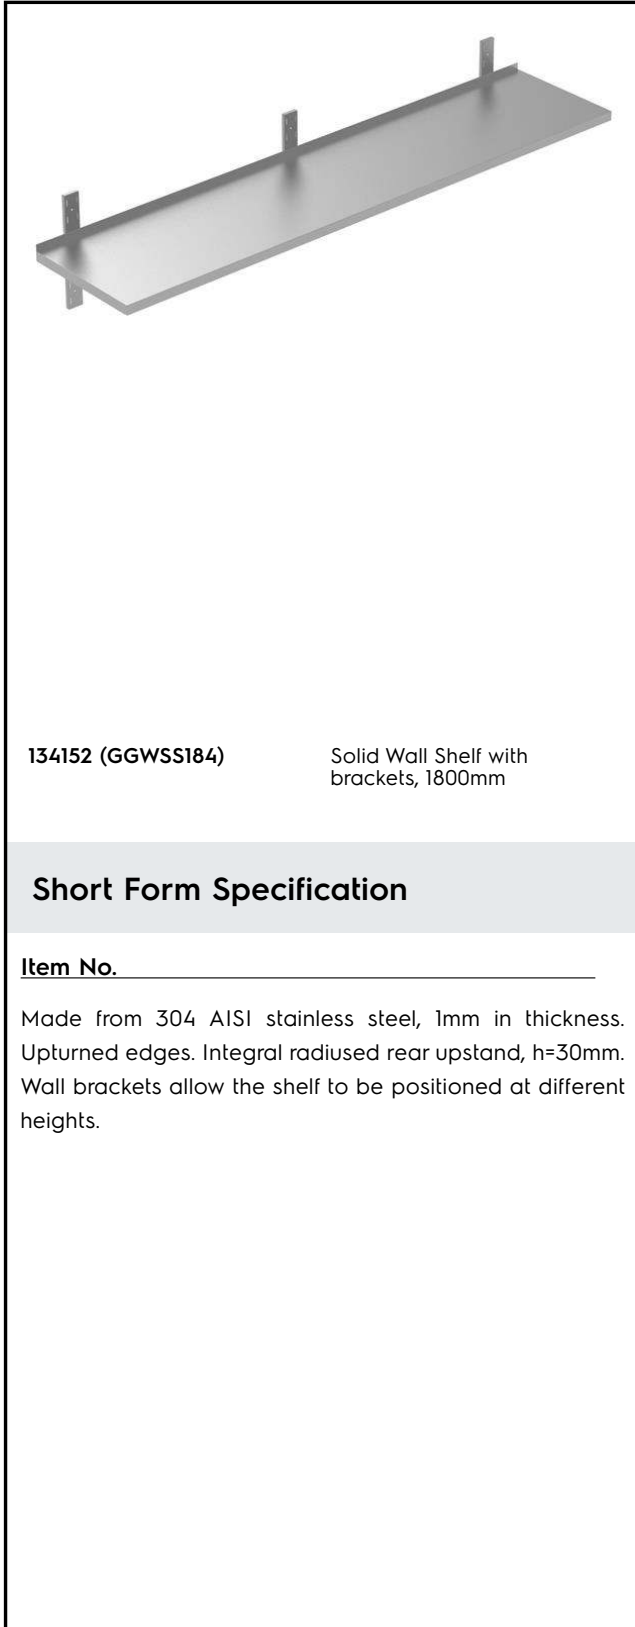 134152 (GGWSS184)
Solid Wall Shelf with
brackets, 1800mm
Short Form Specification
Item No.
Made from 304 AISI stainless steel, 1mm in thickness.
Upturned edges. Integral radiused rear upstand, h=30mm.
Wall brackets allow the shelf to be positioned at different
heights.